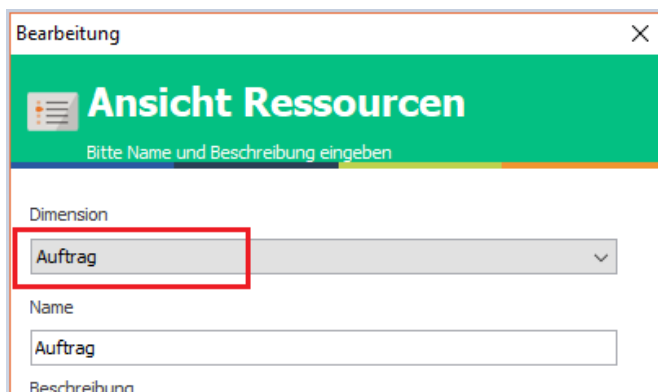 Bearbeitung
Ansicht Ressourcen
Bitte Name und Beschreibung eingeben
Dimension
Auftrag
Name
Auftrag
Beschreibung